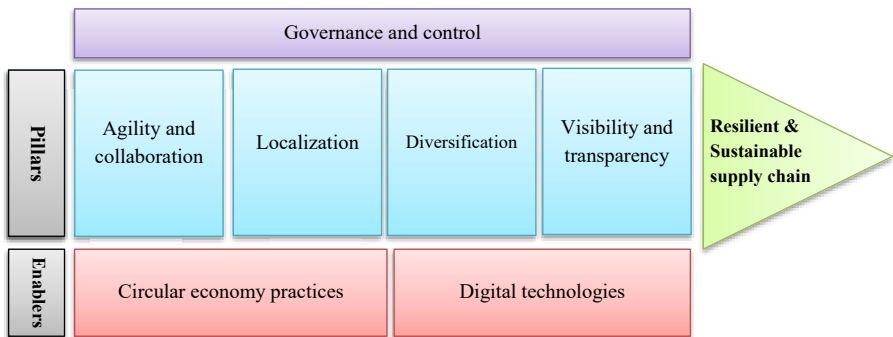 Governance and control
Pillars
Agility and
collaboration
Localization
Diversification
Visibility and
transparency
Resilient &
Sustainable
supply chain
Enablers
Circular economy practices
Digital technologies